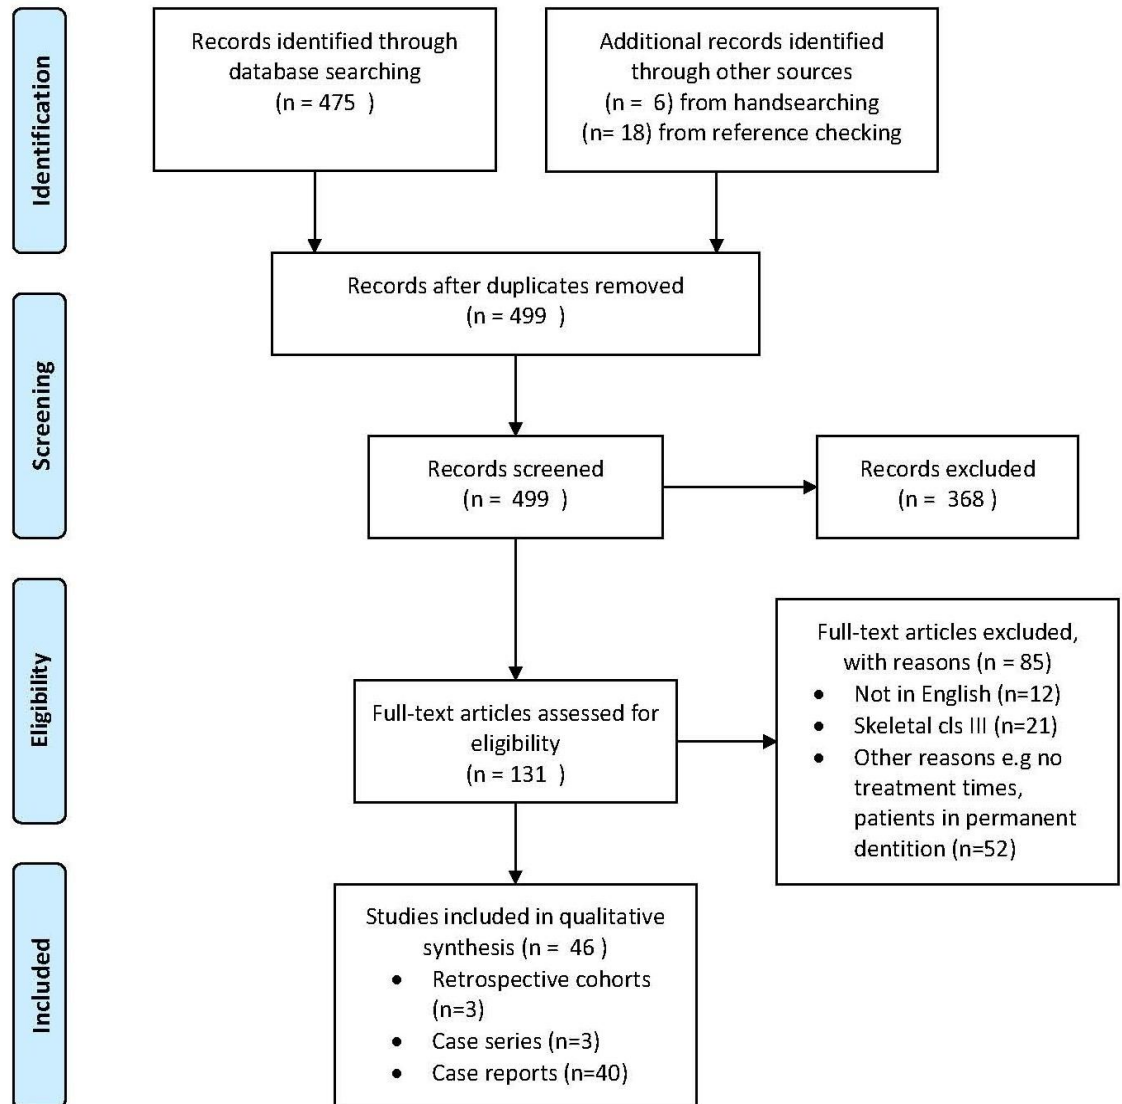 Identification
Records identified through
database searching
(n = 475 )
Additional records identified
through other sources
(n = 6) from handsearching
(n= 18) from reference checking
Records after duplicates removed
(n = 499 )
Screening
Records screened
(n = 499 )
Records excluded
(n = 368 )
Eligibility
Full-text articles assessed for
eligibility
(n = 131 )
Full-text articles excluded,
with reasons (n = 85)
• Not in English (n=12)
• Skeletal cls III (n=21)
• Other reasons e.g no
treatment times,
patients in permanent
dentition (n=52)
Included
Studies included in qualitative
synthesis (n = 46 )
• Retrospective cohorts
(n=3)
• Case series (n=3)
• Case reports (n=40)